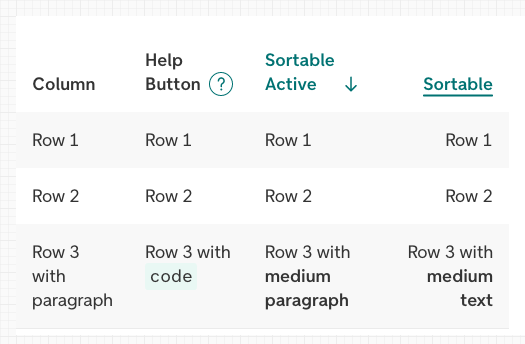 Column
Help
Button ?
Sortable
Active ↓
Sortable
Row 1
Row 1
Row 1
Row 1
Row 2
Row 2
Row 2
Row 2
Row 3
with
paragraph
Row 3 with
code
Row 3 with
medium
paragraph
Row 3 with
medium
text